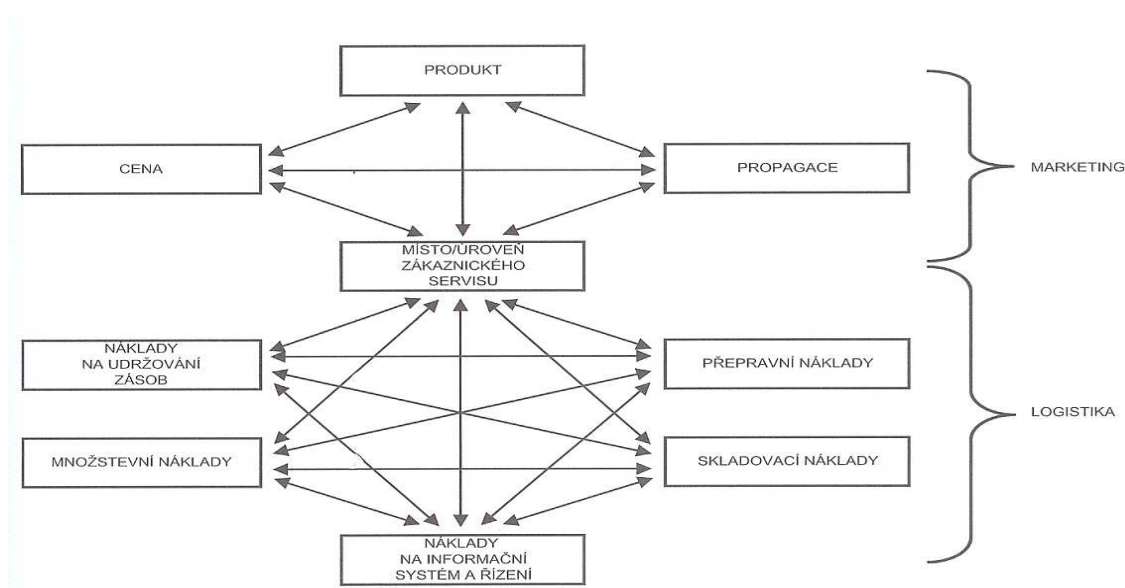 PRODUKT
CENA
PROPAGACE
MARKETING
MÍSTO/ÚROVEŇ
ZÁKAZNICKÉHO
SERVISU
NÁKLADY
NA UDRŽOVÁNÍ
ZÁSOB
PŘEPRAVNÍ NÁKLADY
LOGISTIKA
MNOŽSTEVNÍ NÁKLADY
SKLADOVACÍ NÁKLADY
NÁKLADY
NA INFORMAČNÍ
SYSTÉM A ŘÍZENÍ